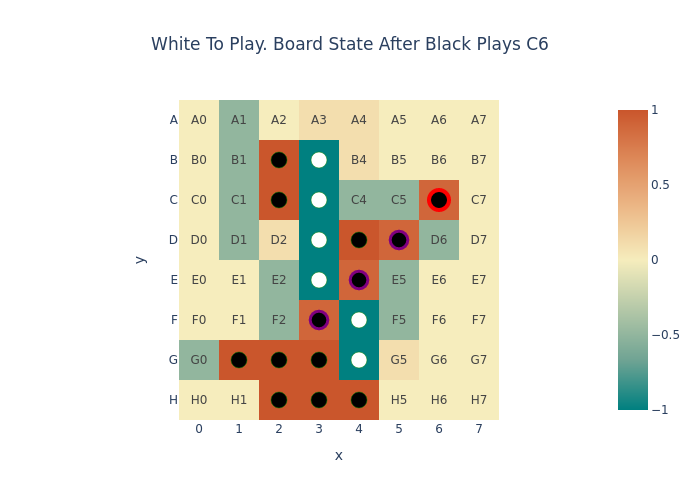 White To Play. Board State After Black Plays C6
A A0 A1 A2 A3 A4 A5 A6 A7
B B0 B1 B4 B5 B6 B7
C C0 C1 C4 C5 C7
D D0 D1 D2 D6 D7
E E0 E1 E2 E5 E6 E7
F F0 F1 F2 F5 F6 F7
G G0 G5 G6 G7
H H0 H1 H5 H6 H7
0 1 2 3 4 5 6 7
x
y
1
0.5
0
−0.5
−1